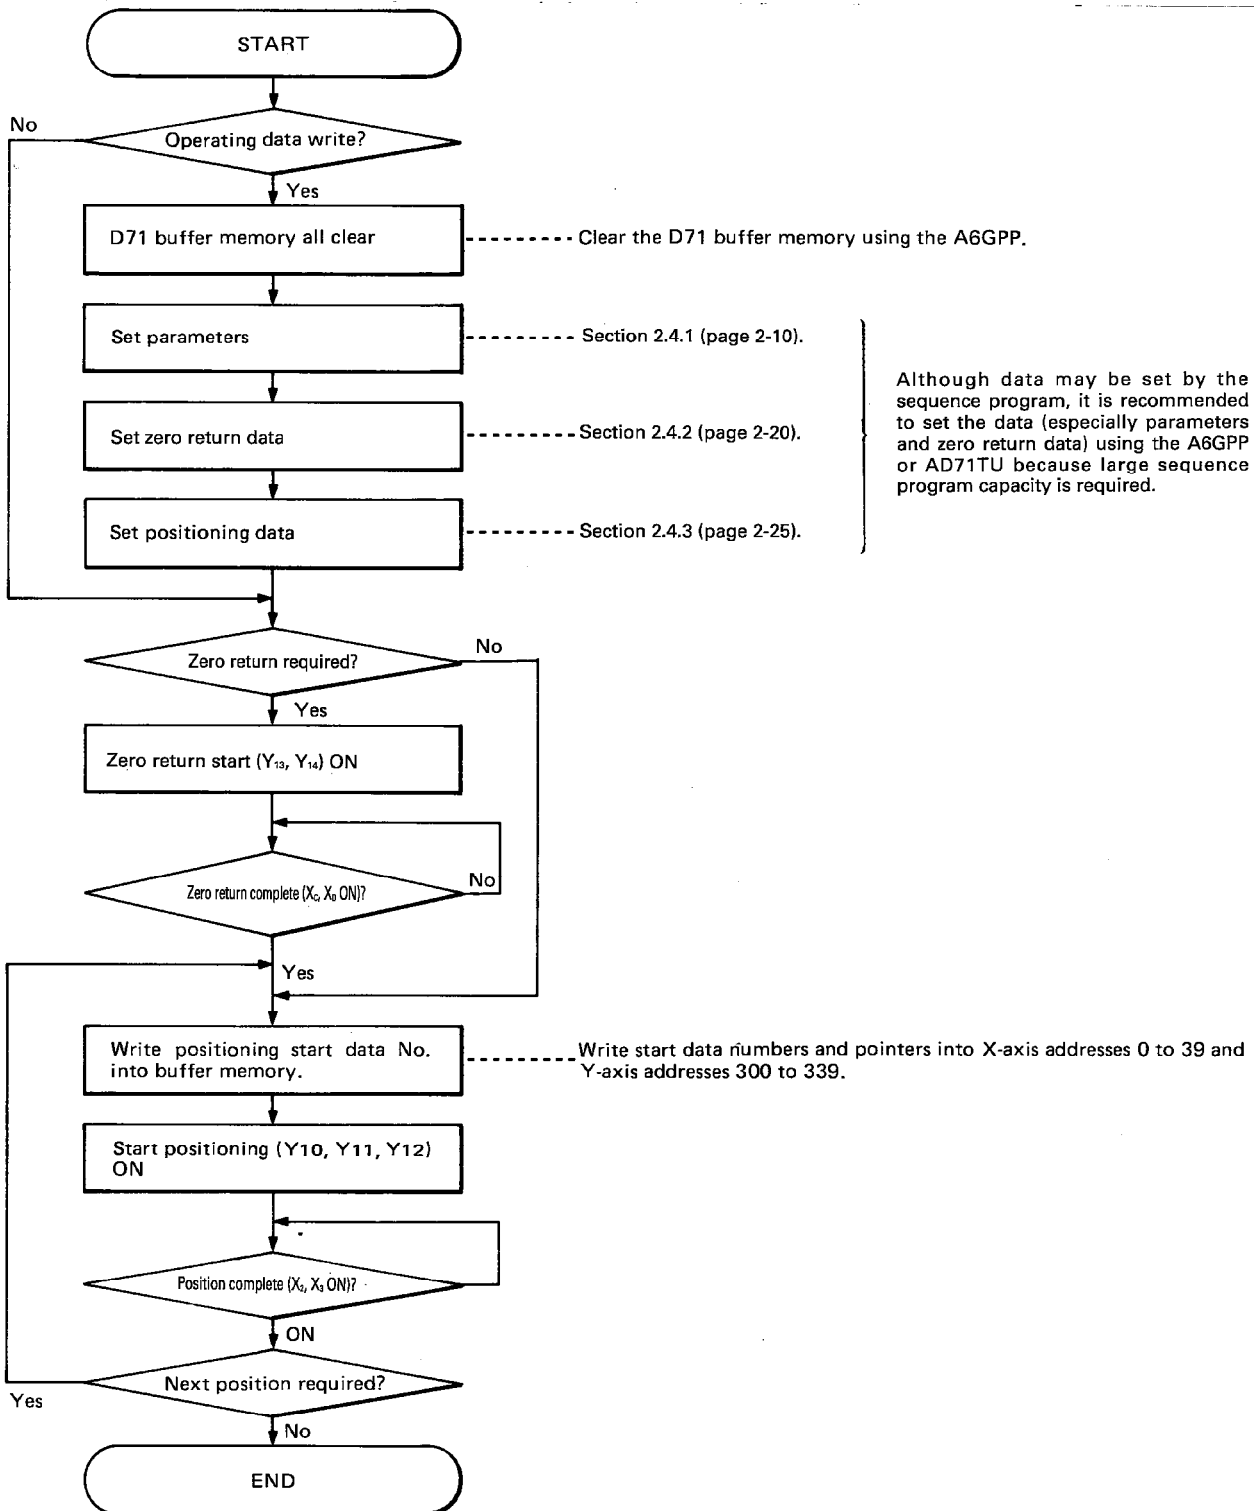 START
No
Operating data write?
Yes
D71 buffer memory all clear
Clear the D71 buffer memory using the A6GPP.
Set parameters
Section 2.4.1 (page 2-10).
Set zero return data
Section 2.4.2 (page 2-20).
Set positioning data
Section 2.4.3 (page 2-25).
Although data may be set by the
sequence program, it is recommended
to set the data (especially parameters
and zero return data) using the A6GPP
or AD71TU because large sequence
program capacity is required.
Zero return required?
No
Yes
Zero return start (Y₁₃, Y₁₄) ON
Zero return complete (X_C, X_D ON)?
No
Yes
Write positioning start data No.
into buffer memory.
Write start data numbers and pointers into X-axis addresses 0 to 39 and
Y-axis addresses 300 to 339.
Start positioning (Y10, Y11, Y12)
ON
Position complete (X₂, X₃ ON)?
ON
Next position required?
Yes
No
END